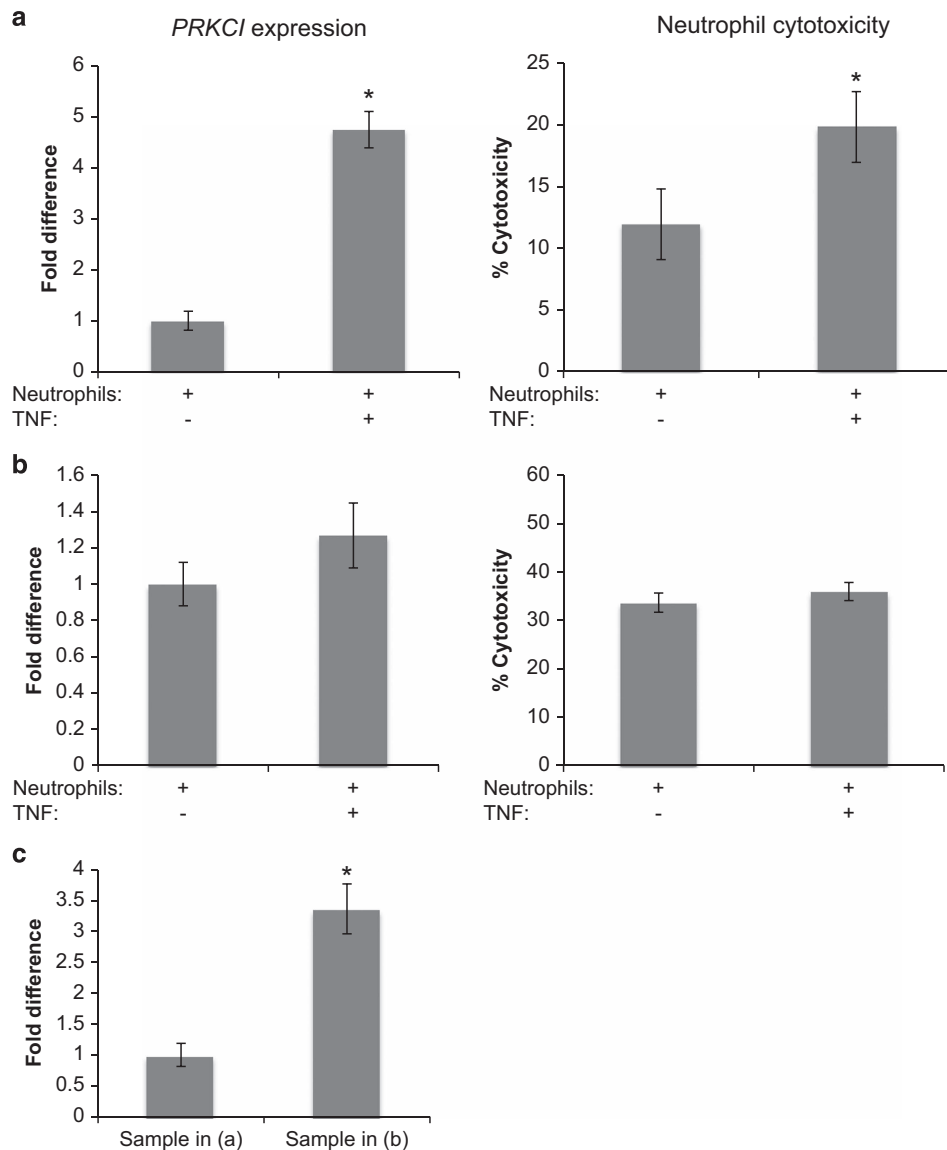 a
PRKCI expression
Neutrophil cytotoxicity
Fold difference
6
5
4
3
2
1
0
*
Neutrophils: + +
TNF: - +
% Cytotoxicity
25
20
15
10
5
0
*
+ +
- +
b
Fold difference
1.6
1.4
1.2
1
0.8
0.6
0.4
0.2
0
Neutrophils: + +
TNF: - +
% Cytotoxicity
60
50
40
30
20
10
0
Neutrophils: + +
TNF: - +
c
Fold difference
4
3.5
3
2.5
2
1.5
1
0.5
0
*
Sample in (a) Sample in (b)